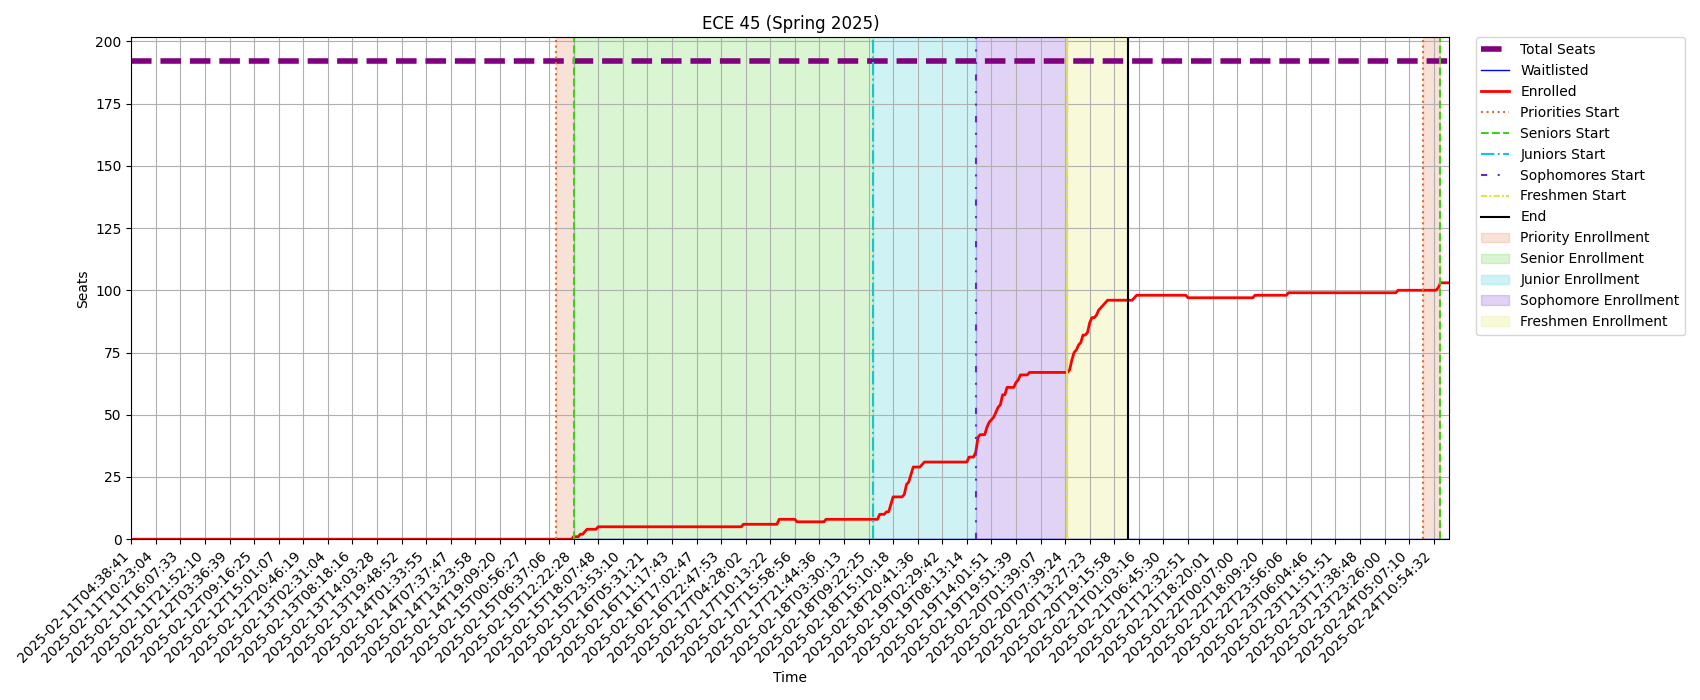 ECE 45 (Spring 2025)
200
175
150
125
100
75
50
25
0
Seats
2025-02-11T04:38:41
2025-02-11T10:23:04
2025-02-11T16:07:33
2025-02-11T21:52:10
2025-02-12T03:36:39
2025-02-12T09:16:25
2025-02-12T15:01:07
2025-02-12T20:46:19
2025-02-13T02:31:04
2025-02-13T08:18:16
2025-02-13T14:03:28
2025-02-13T19:48:52
2025-02-14T01:33:55
2025-02-14T07:37:47
2025-02-14T13:23:58
2025-02-14T19:09:20
2025-02-15T00:56:27
2025-02-15T06:37:06
2025-02-15T12:22:28
2025-02-15T18:07:48
2025-02-15T23:53:10
2025-02-16T05:31:21
2025-02-16T11:17:43
2025-02-16T17:02:47
2025-02-16T22:47:53
2025-02-17T04:28:02
2025-02-17T10:13:22
2025-02-17T15:58:56
2025-02-17T21:44:36
2025-02-18T03:30:13
2025-02-18T09:22:25
2025-02-18T15:10:18
2025-02-18T20:41:36
2025-02-19T02:29:42
2025-02-19T08:13:14
2025-02-19T14:01:51
2025-02-19T19:51:39
2025-02-20T01:39:07
2025-02-20T07:39:24
2025-02-20T13:27:23
2025-02-20T19:15:58
2025-02-21T01:03:16
2025-02-21T06:45:30
2025-02-21T12:32:51
2025-02-21T18:20:01
2025-02-22T00:07:00
2025-02-22T18:09:20
2025-02-22T23:56:06
2025-02-23T06:04:46
2025-02-23T11:51:51
2025-02-23T17:38:48
2025-02-23T23:26:00
2025-02-24T05:07:10
2025-02-24T10:54:32
Time
Total Seats
Waitlisted
Enrolled
Priorities Start
Seniors Start
Juniors Start
Sophomores Start
Freshmen Start
End
Priority Enrollment
Senior Enrollment
Junior Enrollment
Sophomore Enrollment
Freshmen Enrollment